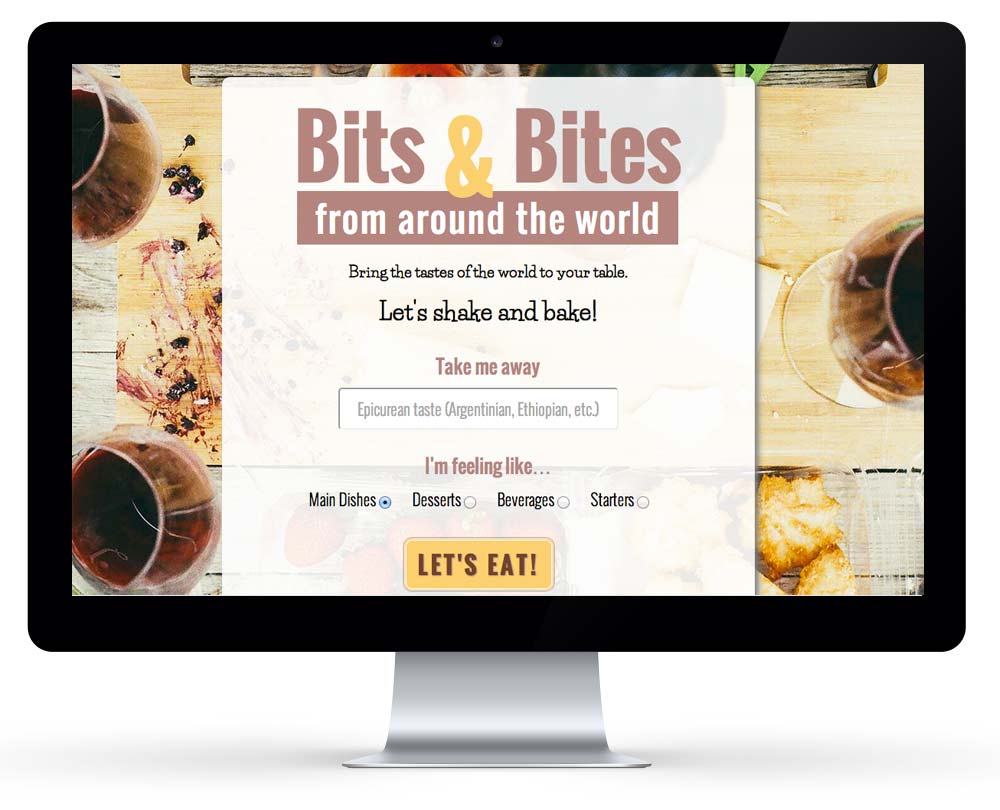 Bits & Bites
from around the world
Bring the tastes of the world to your table.
Let's shake and bake!
Take me away
Epicurean taste (Argentinian, Ethiopian, etc.)
I'm feeling like...
Main Dishes Desserts Beverages Starters
LET'S EAT!